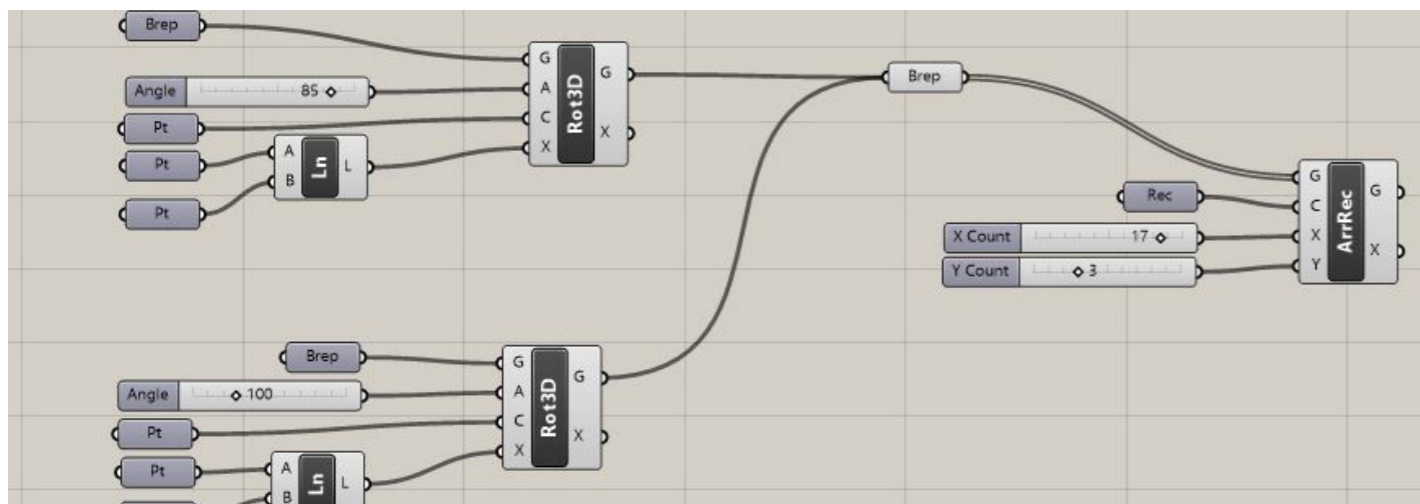 Brep
G
G
Angle 85
A
Rot3D
Brep
Pt
C
X
Pt
A
Ln
L
X
B
Pt
G
G
Rec
C
ArrRec
X Count 17
X
X
Y Count 3
Y
Brep
G
G
Angle 100
A
Rot3D
Pt
C
X
Pt
A
Ln
L
X
B